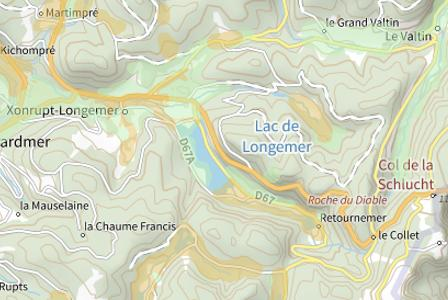 Martimpré
le Grand Valtin
Le Valtin
Kichompré
Xonrupt-Longemer
ardmer
D67A
Lac de
Longemer
Col de la
Schlucht
D67
Roche du Diable
la Mauselaine
Retournemer
la Chaume Francis
le Collet
Rupts